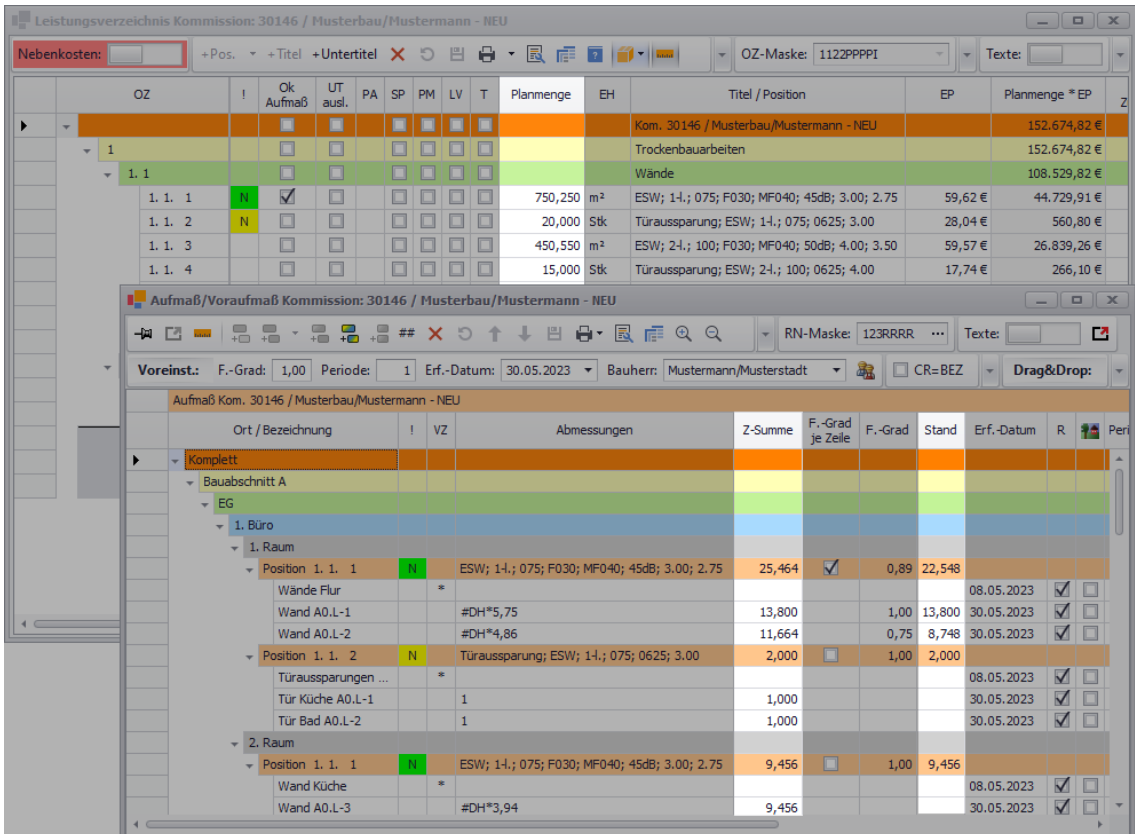 Leistungsverzeichnis Kommission: 30146 / Musterbau/Mustermann - NEU
Nebenkosten: +Pos. +Titel +Untertitel OZ-Maske: 1122PPPPI Texte:
OZ ! Ok Aufmaß UT ausl. PA SP PM LV T Planmenge EH Titel / Position EP Planmenge * EP Z
Kom. 30146 / Musterbau/Mustermann - NEU 152.674,82 €
1 Trockenbauarbeiten 152.674,82 €
1. 1 Wände 108.529,82 €
1. 1. 1 N 750,250 m² ESW; 1-l.; 075; F030; MF040; 45dB; 3.00; 2.75 59,62 € 44.729,91 €
1. 1. 2 N 20,000 Stk Türaussparung; ESW; 1-l.; 075; 0625; 3.00 28,04 € 560,80 €
1. 1. 3 450,550 m² ESW; 2-l.; 100; F030; MF040; 50dB; 4.00; 3.50 59,57 € 26.839,26 €
1. 1. 4 15,000 Stk Türaussparung; ESW; 2-l.; 100; 0625; 4.00 17,74 € 266,10 €
Aufmaß/Voraufmaß Kommission: 30146 / Musterbau/Mustermann - NEU
## RN-Maske: 123RRRR ... Texte:
Voreinst.: F.-Grad: 1,00 Periode: 1 Erf.-Datum: 30.05.2023 Bauherr: Mustermann/Musterstadt CR=BEZ Drag&Drop:
Aufmaß Kom. 30146 / Musterbau/Mustermann - NEU
Ort / Bezeichnung ! VZ Abmessungen Z-Summe F.-Grad je Zeile F.-Grad Stand Erf.-Datum R Peri
Komplett
Bauabschnitt A
EG
1. Büro
1. Raum
Position 1. 1. 1 N ESW; 1-l.; 075; F030; MF040; 45dB; 3.00; 2.75 25,464 0,89 22,548
Wände Flur * 08.05.2023
Wand A0.L-1 #DH*5,75 13,800 1,00 13,800 30.05.2023
Wand A0.L-2 #DH*4,86 11,664 0,75 8,748 30.05.2023
Position 1. 1. 2 N Türaussparung; ESW; 1-l.; 075; 0625; 3.00 2,000 1,00 2,000
Türaussparungen ... * 08.05.2023
Tür Küche A0.L-1 1 1,000 30.05.2023
Tür Bad A0.L-2 1 1,000 30.05.2023
2. Raum
Position 1. 1. 1 N ESW; 1-l.; 075; F030; MF040; 45dB; 3.00; 2.75 9,456 1,00 9,456
Wand Küche * 08.05.2023
Wand A0.L-3 #DH*3,94 9,456 30.05.2023